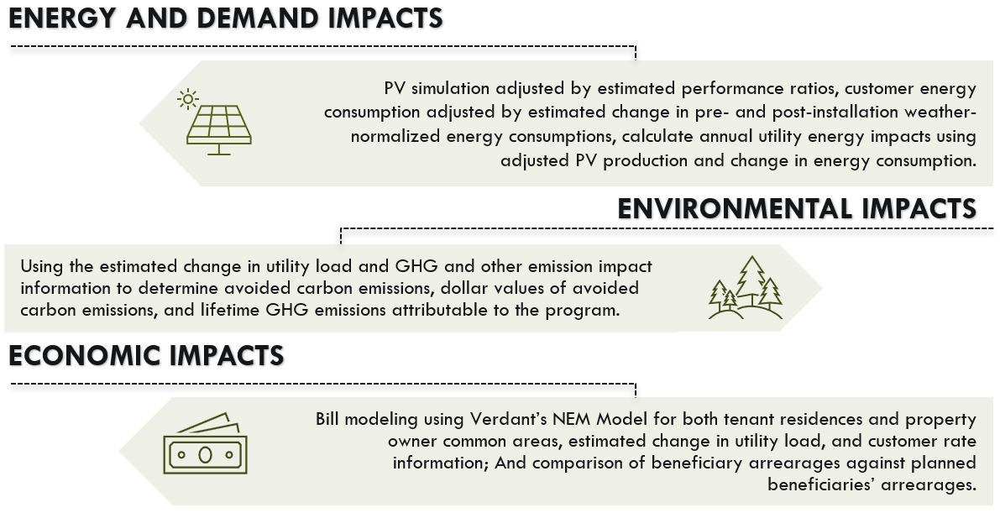 ENERGY AND DEMAND IMPACTS
PV simulation adjusted by estimated performance ratios, customer energy
consumption adjusted by estimated change in pre- and post-installation weather-
normalized energy consumptions, calculate annual utility energy impacts using
adjusted PV production and change in energy consumption.
ENVIRONMENTAL IMPACTS
Using the estimated change in utility load and GHG and other emission impact
information to determine avoided carbon emissions, dollar values of avoided
carbon emissions, and lifetime GHG emissions attributable to the program.
ECONOMIC IMPACTS
Bill modeling using Verdant’s NEM Model for both tenant residences and property
owner common areas, estimated change in utility load, and customer rate
information; And comparison of beneficiary arrearages against planned
beneficiaries’ arrearages.